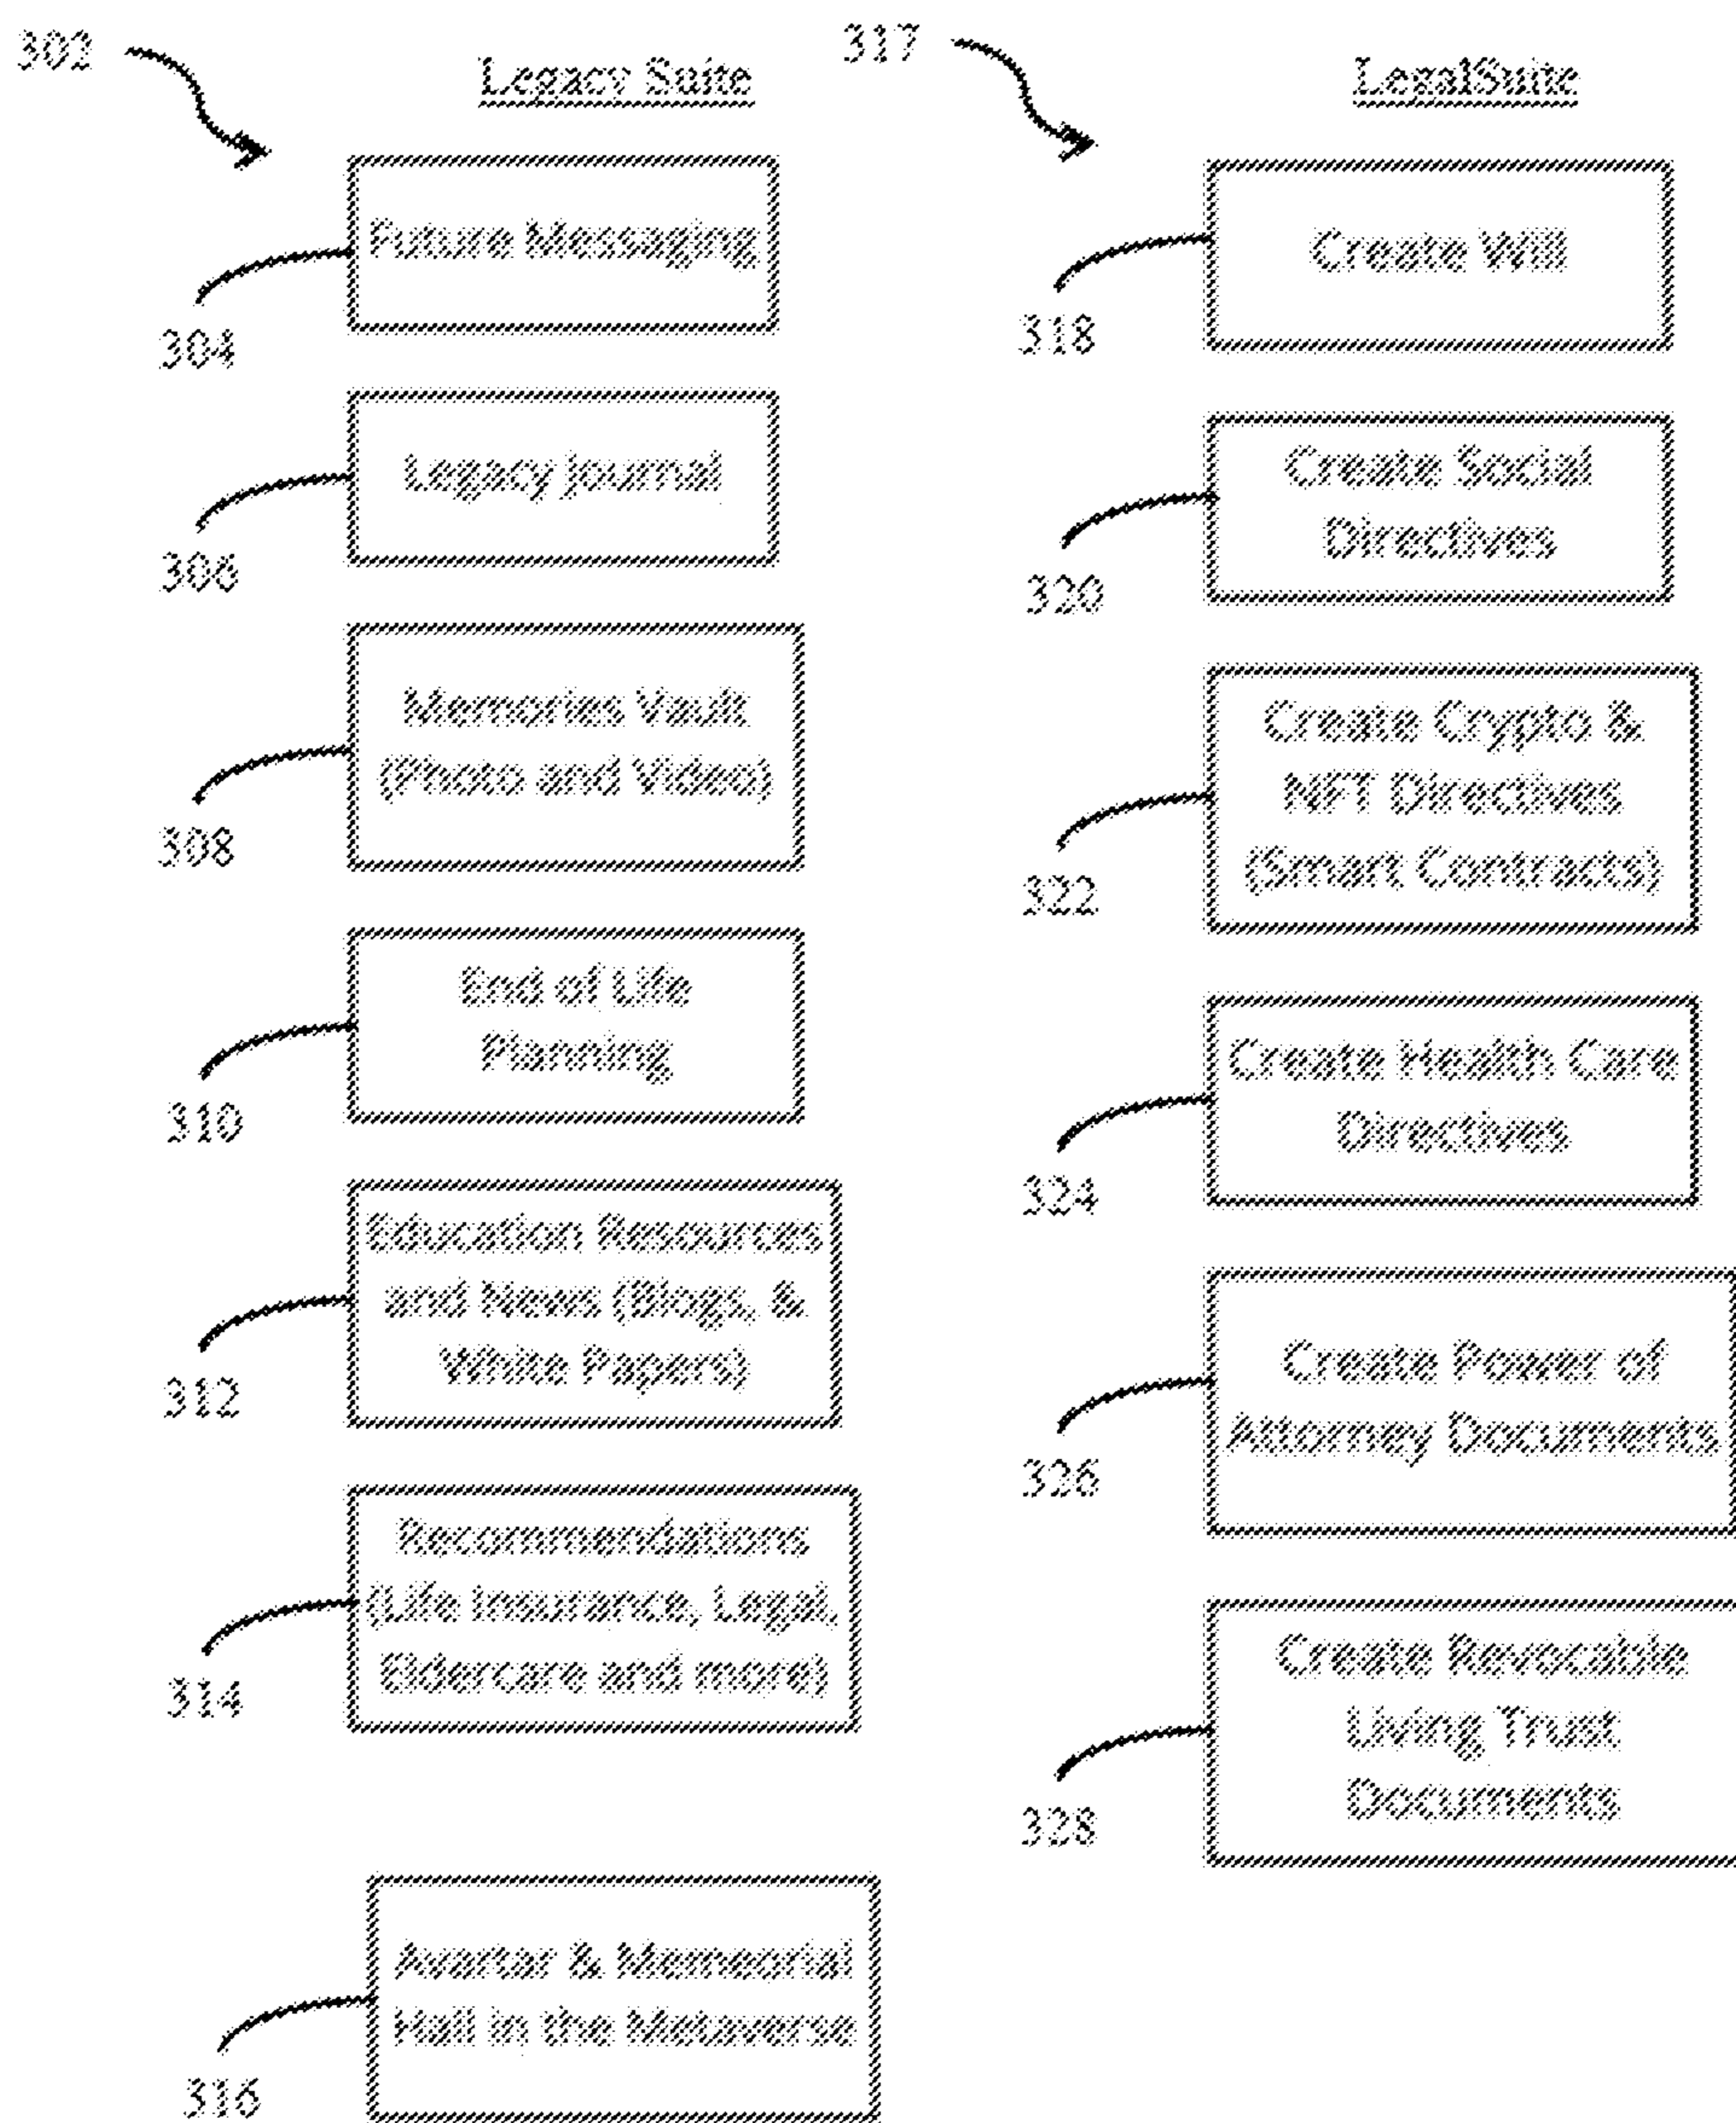 302
Legacy Suite
Future Messaging
304
Legacy journal
306
Memories Vault
(Photo and Video)
308
End of Life
Planning
310
Education Resources
and News (Blogs, &
White Papers)
312
Recommendations
(Life Insurance, Legal,
Eldercare and more)
314
Avartar & Memeorial
Hall in the Metaverse
316
317
LegalSuite
Create Will
318
Create Social
Directives
320
Create Crypto &
NFT Directives
(Smart Contracts)
322
Create Health Care
Directives
324
Create Power of
Attorney Documents
326
Create Revocable
Living Trust
Documents
328